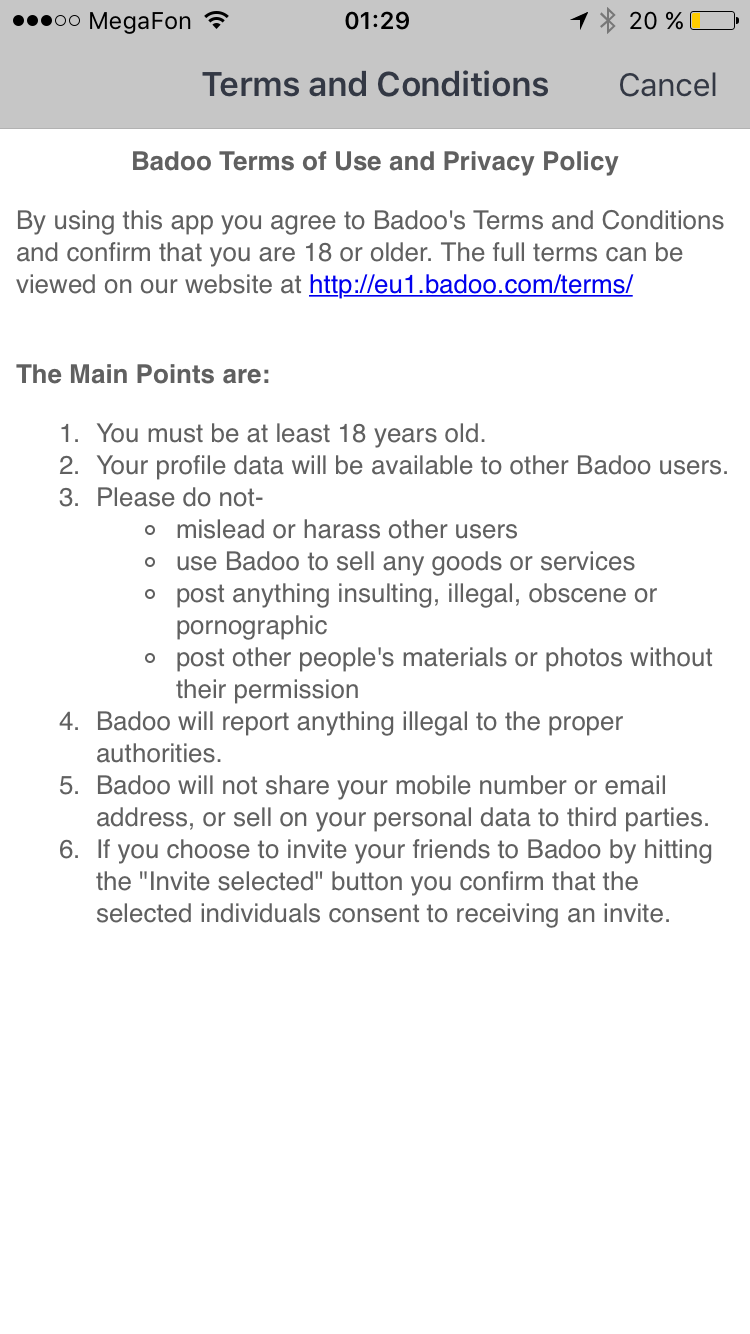 MegaFon 01:29 20 %
Terms and Conditions Cancel
Badoo Terms of Use and Privacy Policy
By using this app you agree to Badoo's Terms and Conditions
and confirm that you are 18 or older. The full terms can be
viewed on our website at http://eu1.badoo.com/terms/
The Main Points are:
1. You must be at least 18 years old.
2. Your profile data will be available to other Badoo users.
3. Please do not-
mislead or harass other users
use Badoo to sell any goods or services
post anything insulting, illegal, obscene or
pornographic
post other people's materials or photos without
their permission
4. Badoo will report anything illegal to the proper
authorities.
5. Badoo will not share your mobile number or email
address, or sell on your personal data to third parties.
6. If you choose to invite your friends to Badoo by hitting
the "Invite selected" button you confirm that the
selected individuals consent to receiving an invite.